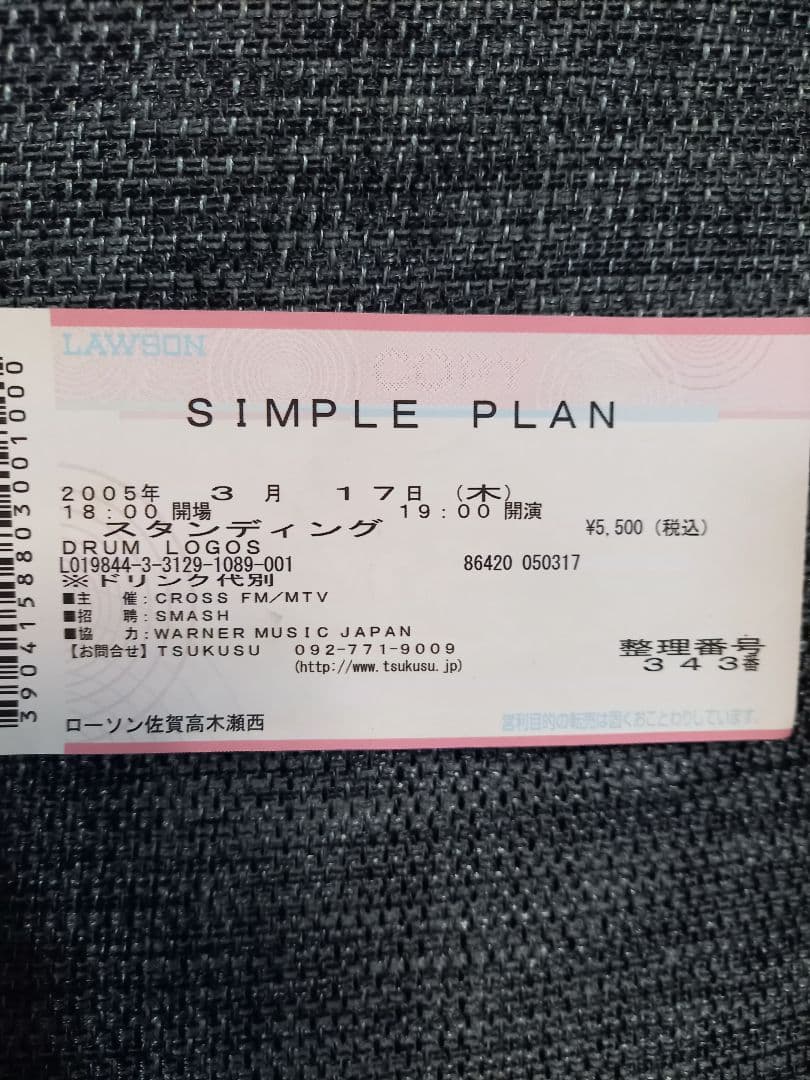 LAWSON
COPY
SIMPLE PLAN
2005年 3月 17日 (木)
18:00 開場 19:00 開演
スタンディング ¥5,500 (税込)
DRUM LOGOS
L019844-3-3129-1089-001 86420 050317
※ドリンク代別
■主 催:CROSS FM/MTV
■招 聘:SMASH
■協 力:WARNER MUSIC JAPAN
【お問合せ】TSUKUSU 092-771-9009
(http://www.tsukusu.jp)
整理番号
343番
ローソン佐賀高木瀬西
営利目的の転売は固くおことわりしています。
3904158803001000